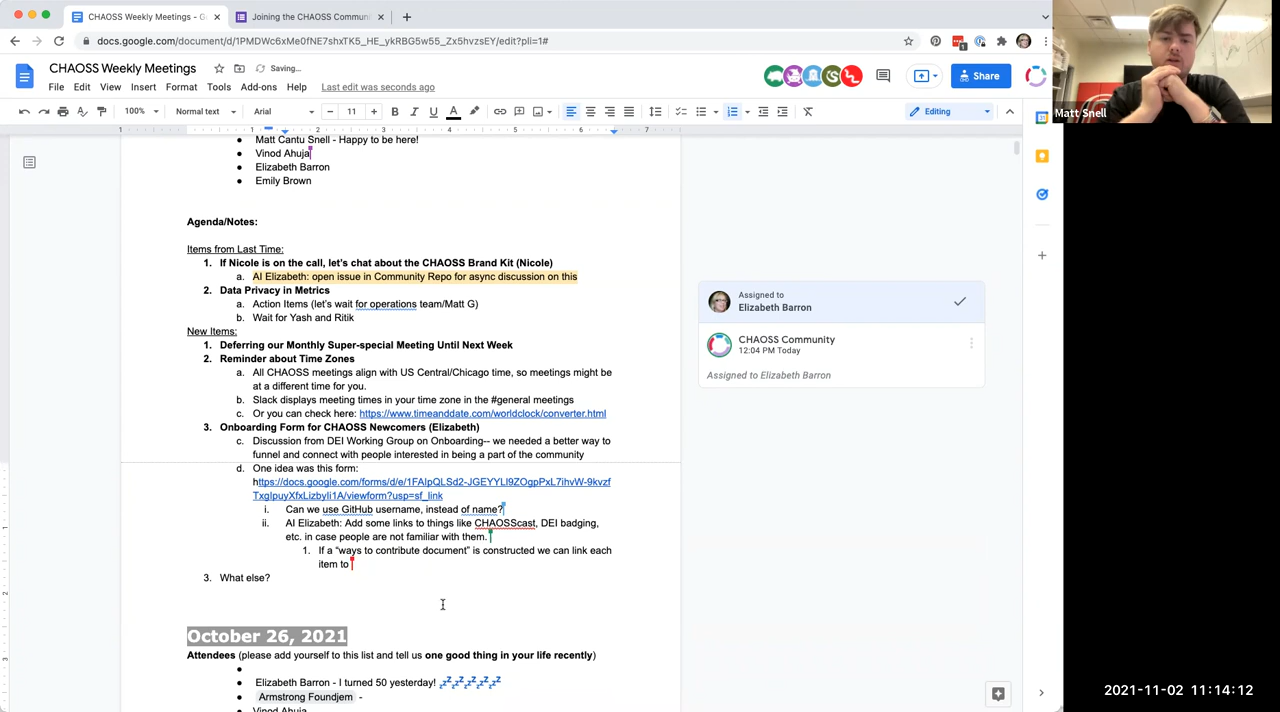 CHAOSS Weekly Meetings - G
Joining the CHAOSS Communi
docs.google.com/document/d/1PMDWc6xMe0fNE7shxTK5_HE_ykRBG5w55_Zx5hvzsEY/edit?pli=1#
CHAOSS Weekly Meetings
Saving...
File Edit View Insert Format Tools Add-ons Help Last edit was seconds ago
Share
100% Normal text Arial 11 B I U A Editing
1 1 2 3 4 5 6 7
Matt Snell
● Matt Cantu Snell - Happy to be here!
● Vinod Ahuja
● Elizabeth Barron
● Emily Brown
Agenda/Notes:
Items from Last Time:
1. If Nicole is on the call, let's chat about the CHAOSS Brand Kit (Nicole)
a. AI Elizabeth: open issue in Community Repo for async discussion on this
2. Data Privacy in Metrics
a. Action Items (let's wait for operations team/Matt G)
b. Wait for Yash and Ritik
New Items:
1. Deferring our Monthly Super-special Meeting Until Next Week
2. Reminder about Time Zones
a. All CHAOSS meetings align with US Central/Chicago time, so meetings might be
at a different time for you.
b. Slack displays meeting times in your time zone in the #general meetings
c. Or you can check here: https://www.timeanddate.com/worldclock/converter.html
3. Onboarding Form for CHAOSS Newcomers (Elizabeth)
c. Discussion from DEI Working Group on Onboarding-- we needed a better way to
funnel and connect with people interested in being a part of the community
d. One idea was this form:
https://docs.google.com/forms/d/e/1FAIpQLSd2-JGEYYLI9ZOgpPxL7ihvW-9kvzf
TxgIpuyXfxLizbyIi1A/viewform?usp=sf_link
i. Can we use GitHub username, instead of name?
ii. AI Elizabeth: Add some links to things like CHAOSScast, DEI badging,
etc. in case people are not familiar with them.
1. If a “ways to contribute document” is constructed we can link each
item to
3. What else?
October 26, 2021
Attendees (please add yourself to this list and tell us one good thing in your life recently)
●
● Elizabeth Barron - I turned 50 yesterday! 💤💤💤💤💤💤
● Armstrong Foundjem -
Vinod Ahuja
Assigned to
Elizabeth Barron
CHAOSS Community
12:04 PM Today
Assigned to Elizabeth Barron
2021-11-02 11:14:12